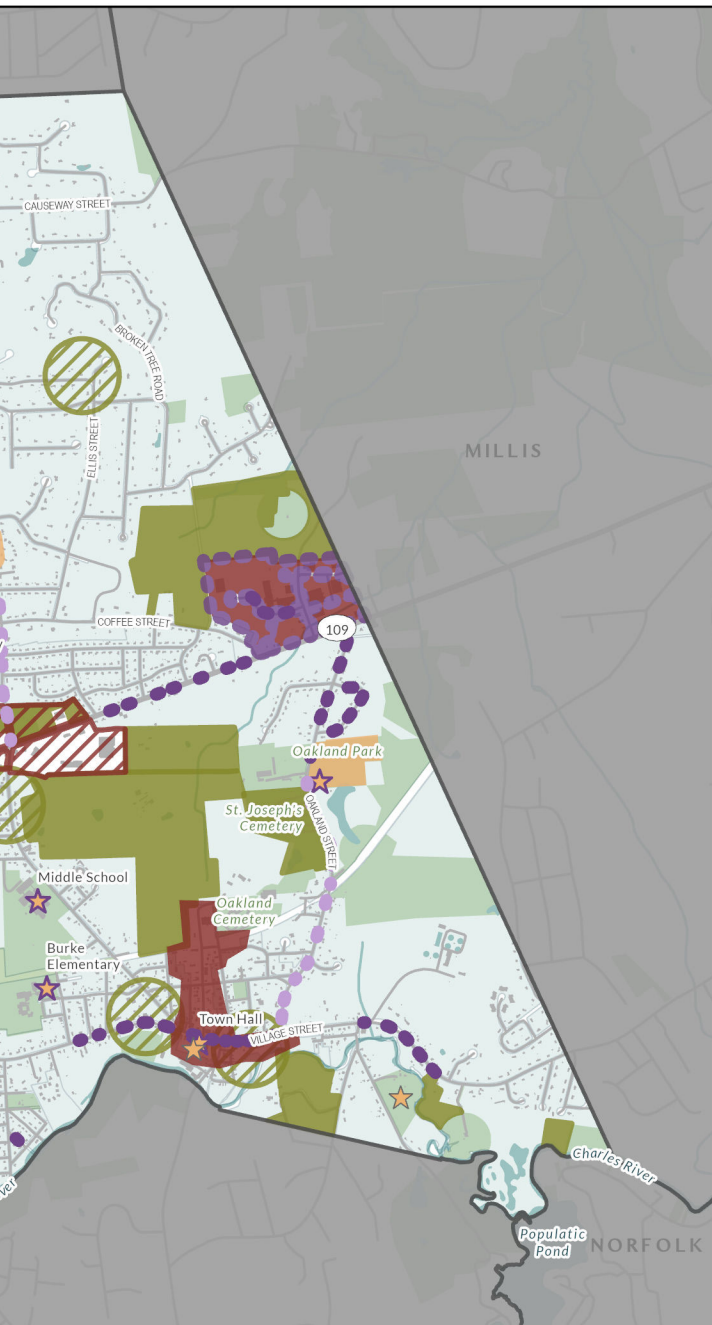 CAUSEWAY STREET
BROKEN TREE ROAD
ELLIS STREET
MILLIS
COFFEE STREET
109
Oakland Park
St. Joseph's
Cemetery
OAKLAND STREET
Middle School
Oakland
Cemetery
Burke
Elementary
Town Hall
VILLAGE STREET
Charles River
ver
Populatic
Pond
NORFOLK